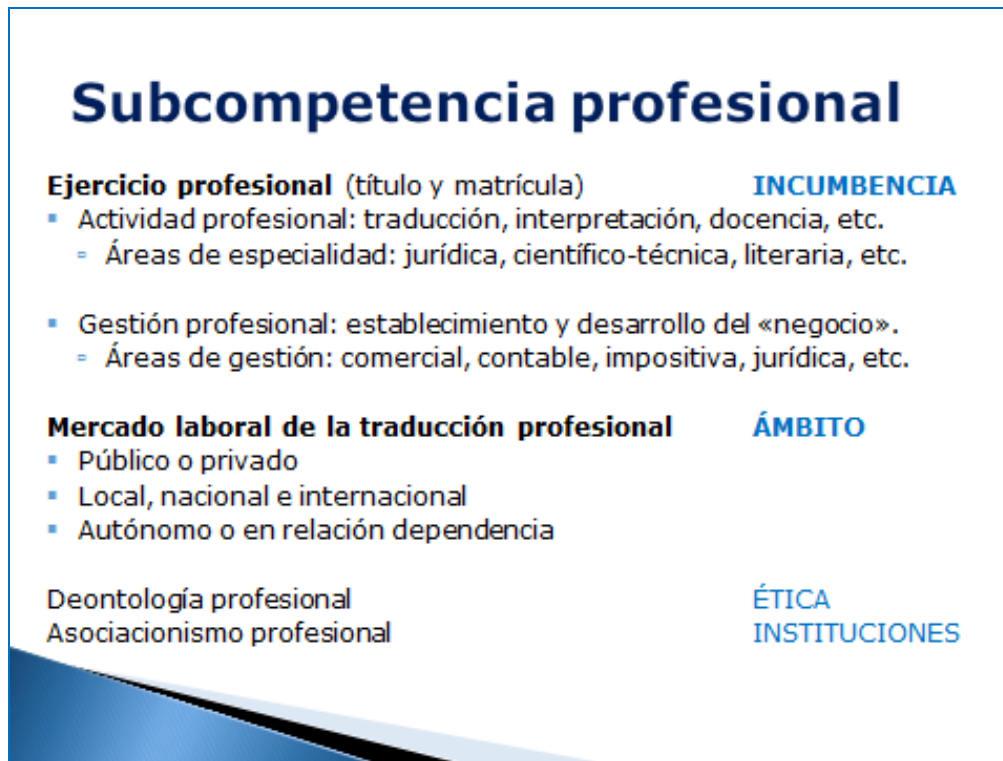 Subcompetencia profesional
Ejercicio profesional (título y matrícula) INCUMBENCIA
▪ Actividad profesional: traducción, interpretación, docencia, etc.
▫ Áreas de especialidad: jurídica, científico-técnica, literaria, etc.
▪ Gestión profesional: establecimiento y desarrollo del «negocio».
▫ Áreas de gestión: comercial, contable, impositiva, jurídica, etc.
Mercado laboral de la traducción profesional ÁMBITO
▪ Público o privado
▪ Local, nacional e internacional
▪ Autónomo o en relación dependencia
Deontología profesional ÉTICA
Asociacionismo profesional INSTITUCIONES